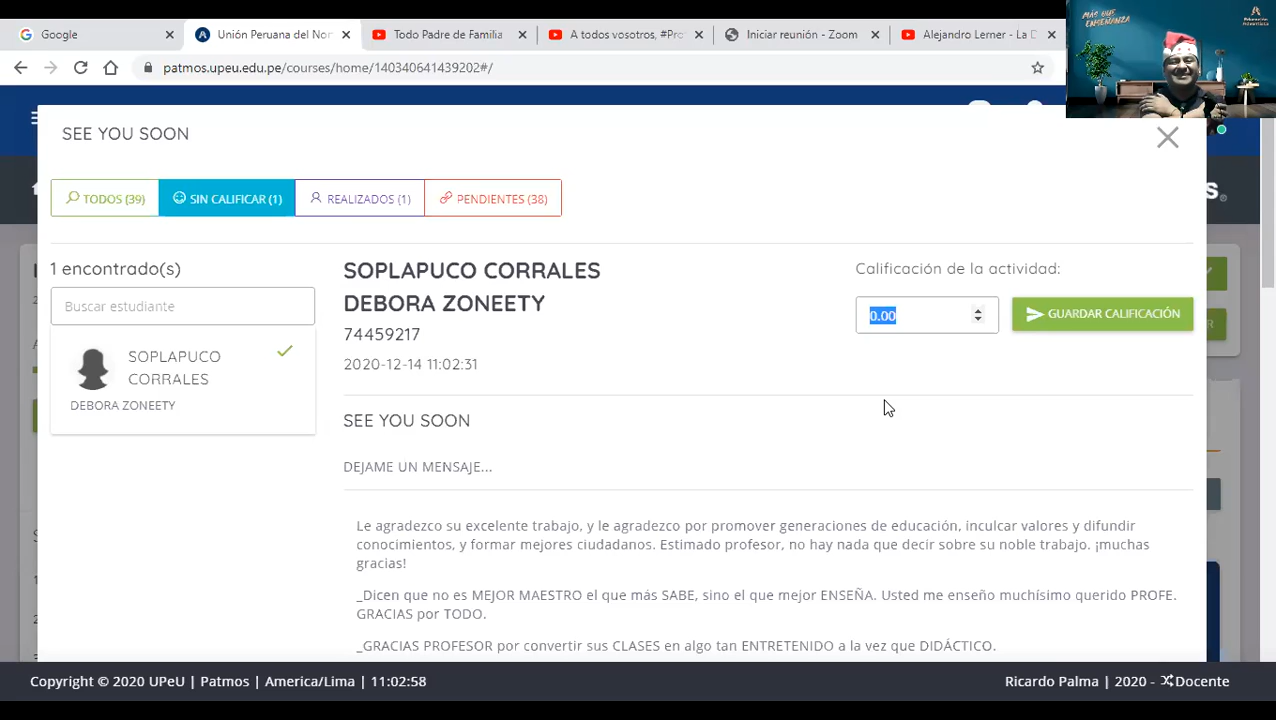 Google
Unión Peruana del Nor
Todo Padre de Familia
A todos vosotros, #Pro
Iniciar reunión - Zoom
Alejandro Lerner - La D
MÁS QUE
ENSEÑANZA
Educación
Adventista
patmos.upeu.edu.pe/courses/home/140340641439202#/
SEE YOU SOON
TODOS (39)
SIN CALIFICAR (1)
REALIZADOS (1)
PENDIENTES (38)
1 encontrado(s)
Buscar estudiante
SOPLAPUCO
CORRALES
DEBORA ZONEETY
SOPLAPUCO CORRALES
DEBORA ZONEETY
74459217
2020-12-14 11:02:31
Calificación de la actividad:
0.00
GUARDAR CALIFICACIÓN
SEE YOU SOON
DEJAME UN MENSAJE...
Le agradezco su excelente trabajo, y le agradezco por promover generaciones de educación, inculcar valores y difundir
conocimientos, y formar mejores ciudadanos. Estimado profesor, no hay nada que decir sobre su noble trabajo. ¡muchas
gracias!
_Dicen que no es MEJOR MAESTRO el que más SABE, sino el que mejor ENSEÑA. Usted me enseño muchísimo querido PROFE.
GRACIAS por TODO.
_GRACIAS PROFESOR por convertir sus CLASES en algo tan ENTRETENIDO a la vez que DIDÁCTICO.
Copyright © 2020 UPeU | Patmos | America/Lima | 11:02:58
Ricardo Palma | 2020 - Docente